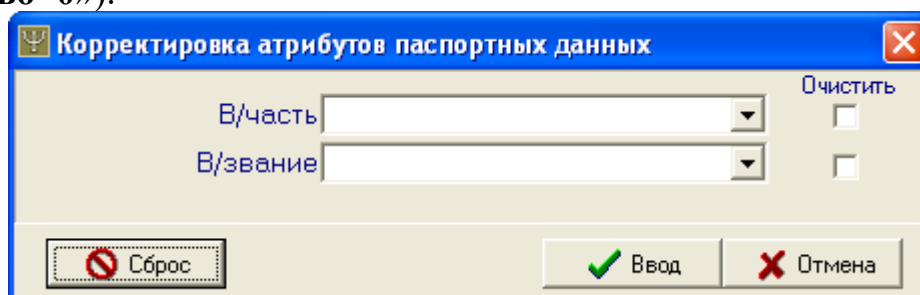 Корректировка атрибутов паспортных данных
Очистить
В/часть
В/звание
Сброс Ввод Отмена